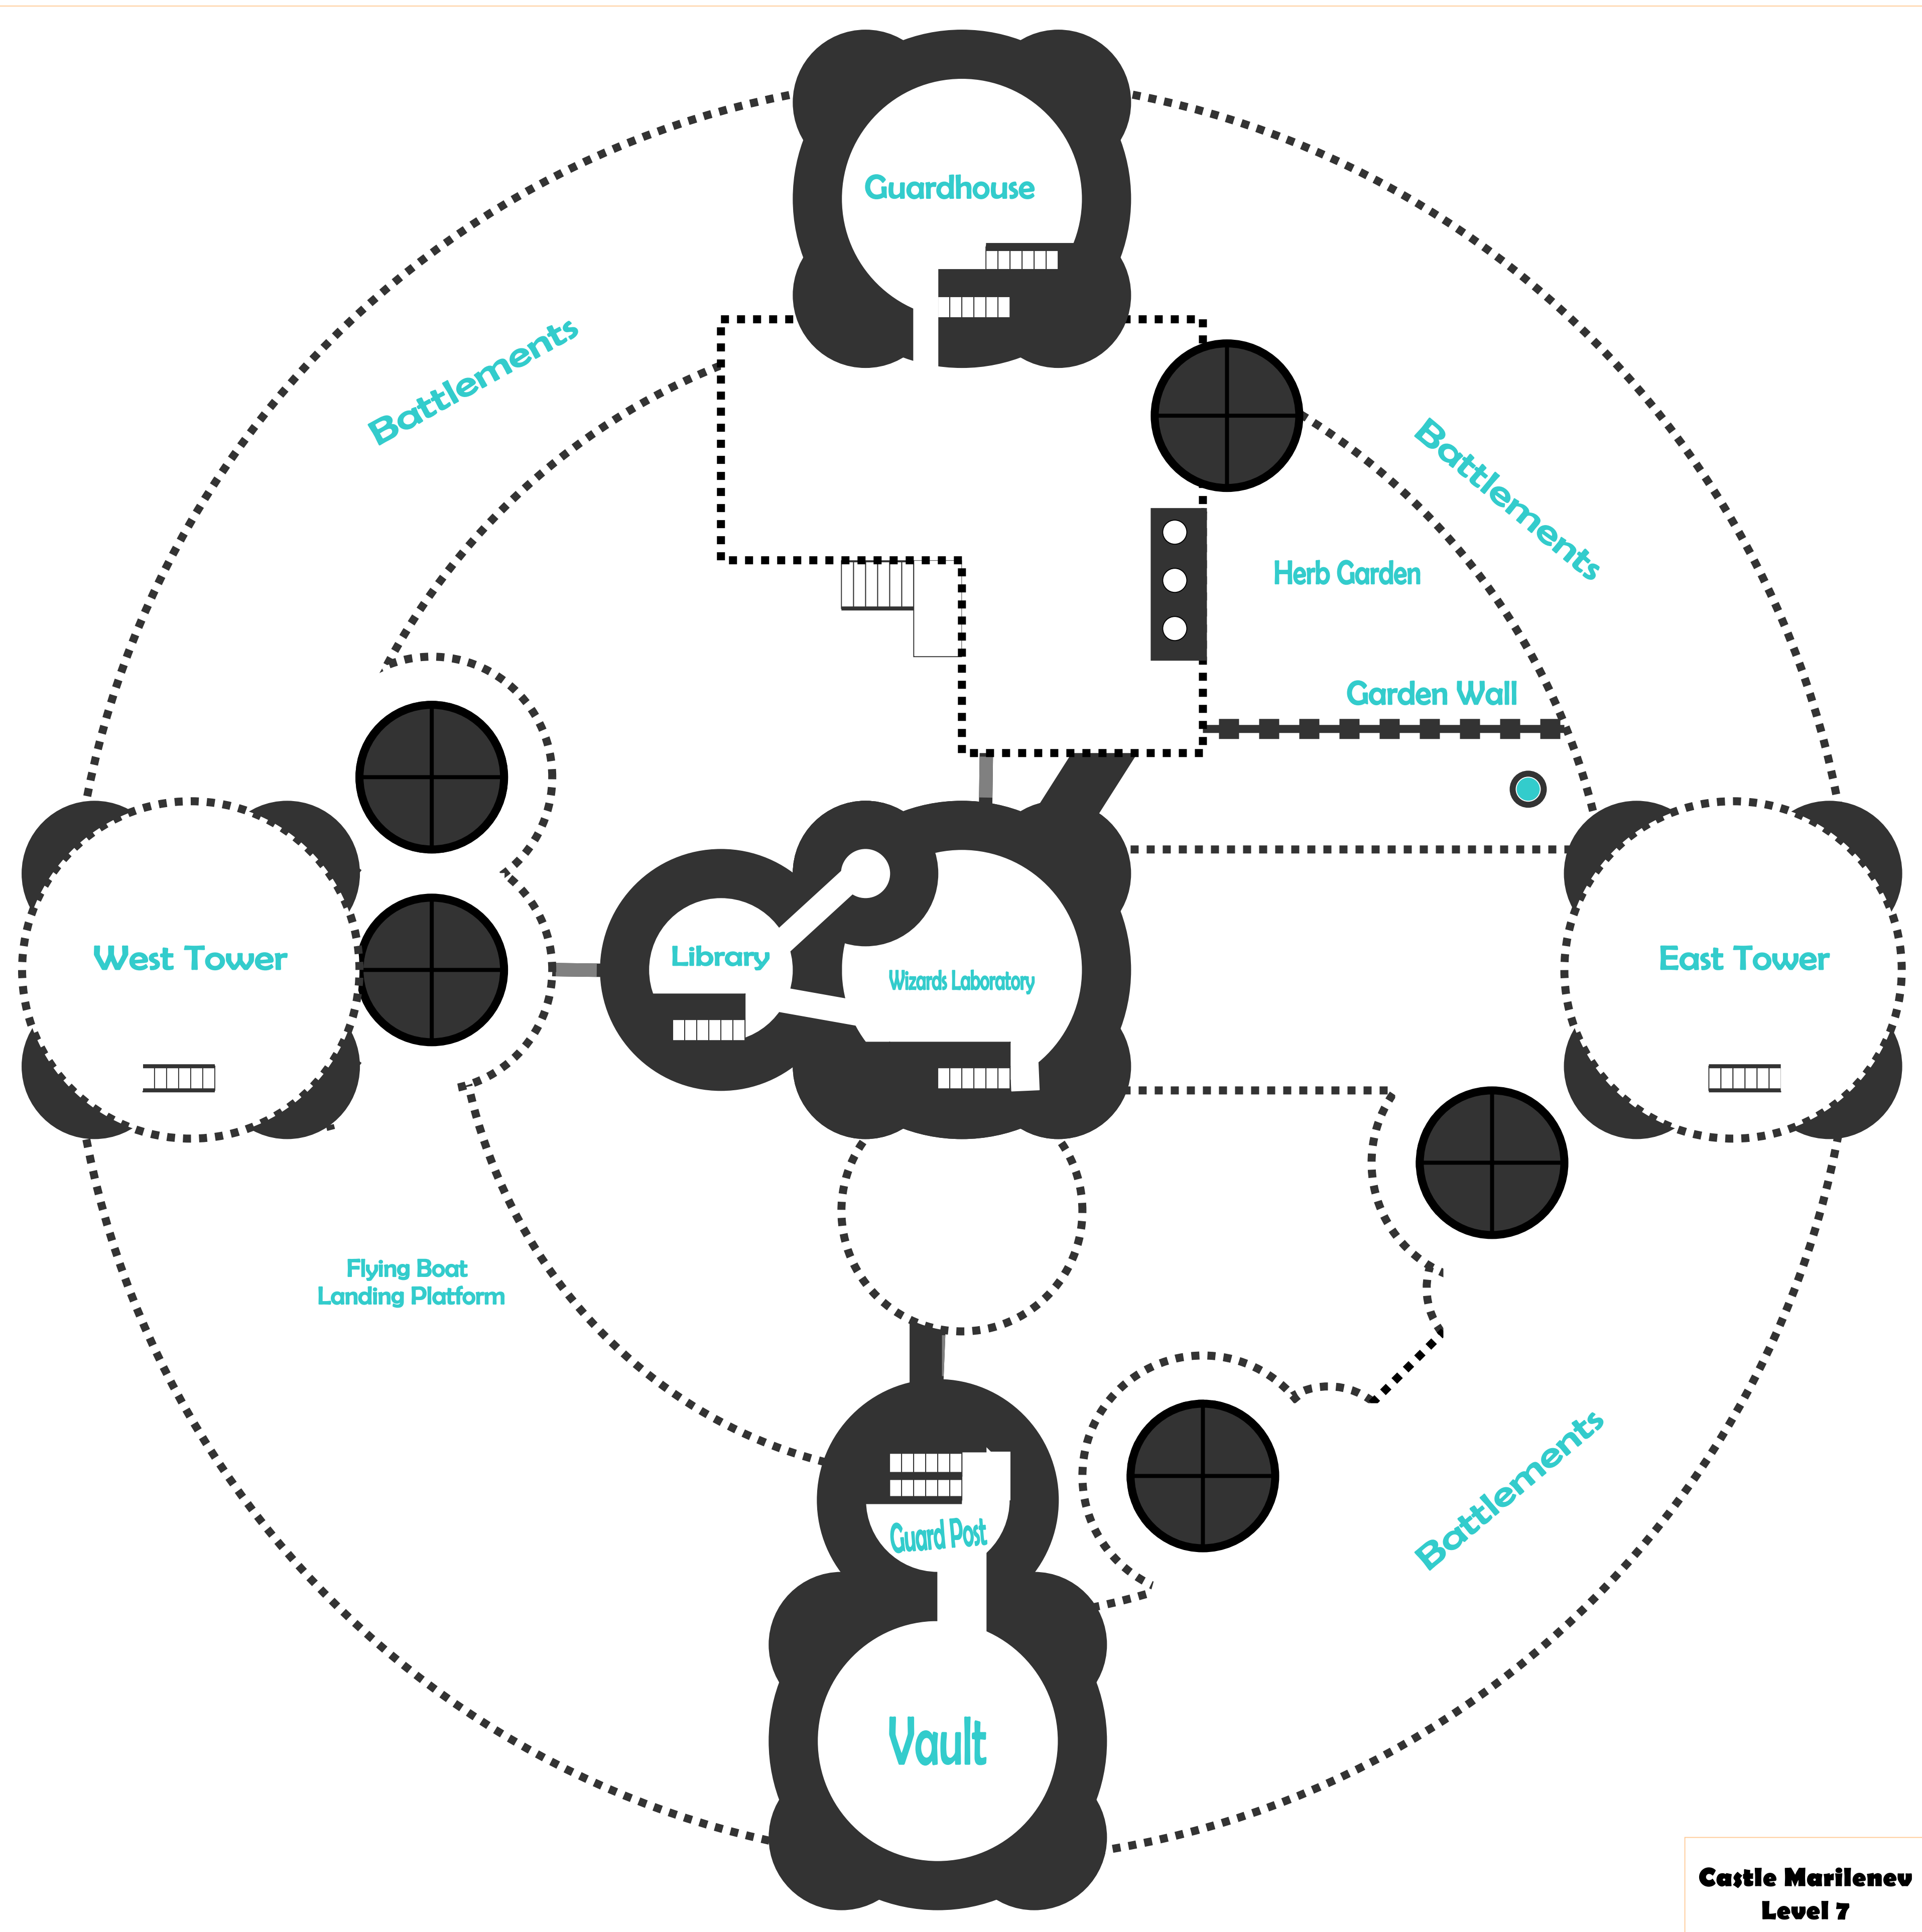 Guardhouse
Battlements
Battlements
Herb Garden
Garden Wall
West Tower
Library
Wizards Laboratory
East Tower
Flying Boat
Landing Platform
Battlements
Guard Post
Vault
Castle Marilenev
Level 7